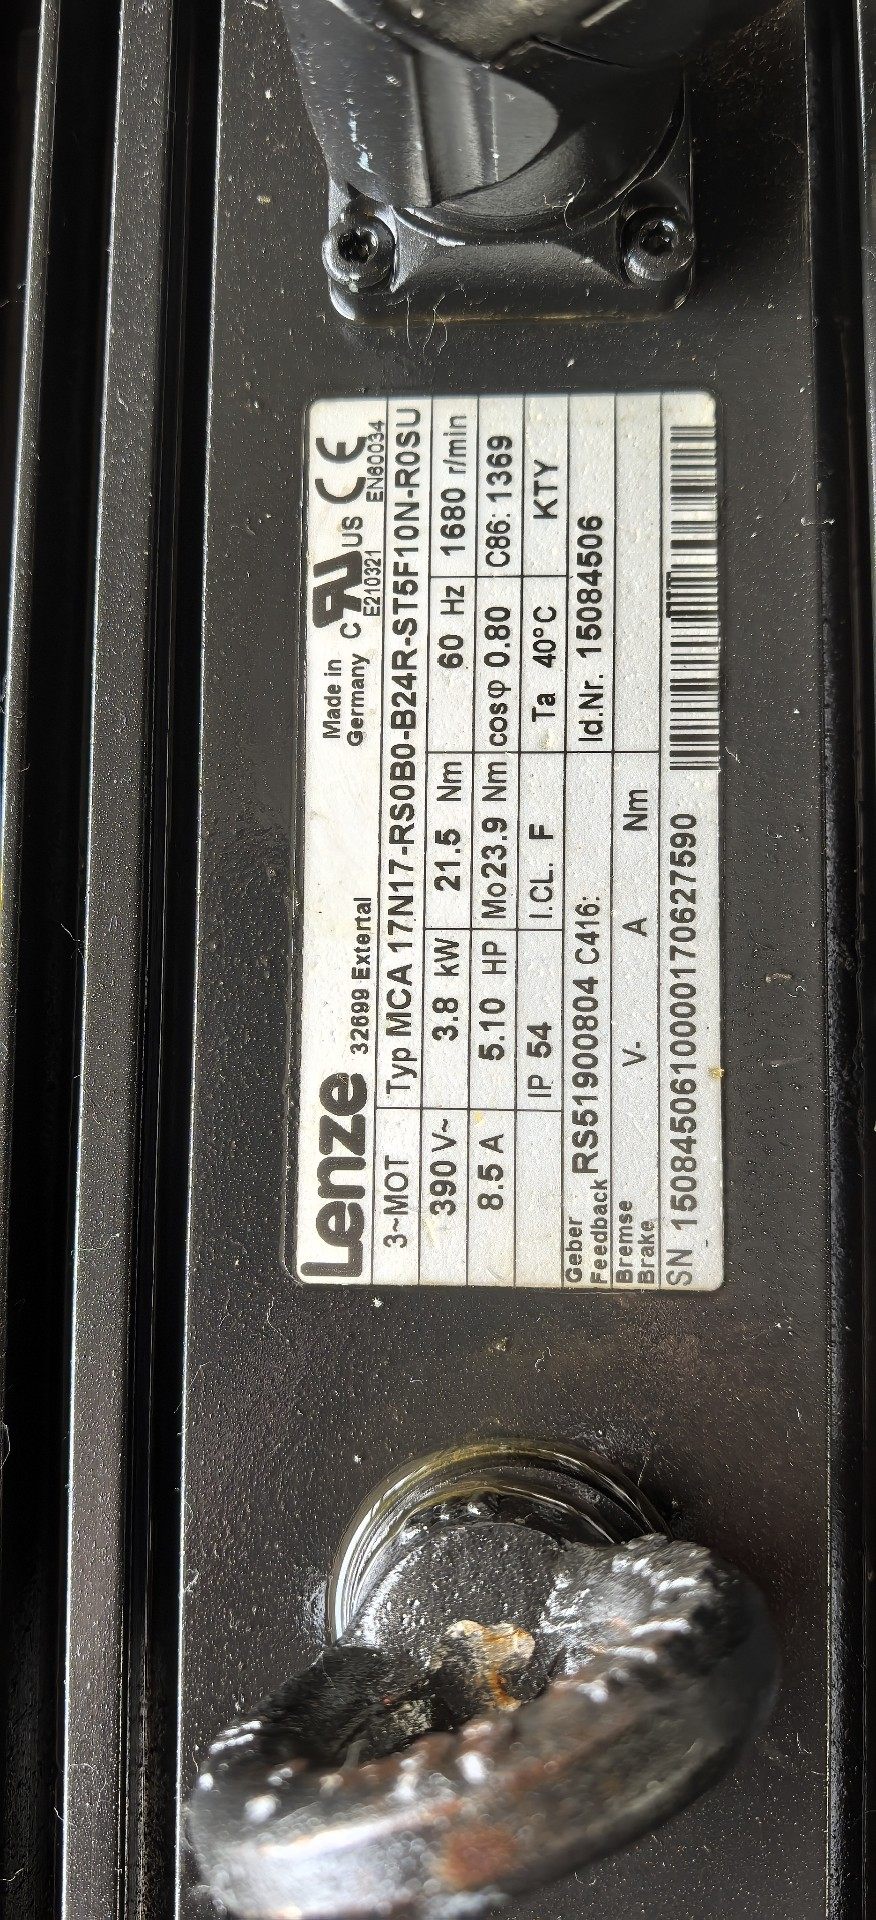 Lenze 32699 Extertal Made in Germany c RU US CE
E210321 EN60034
3~MOT Typ MCA 17N17-RS0B0-B24R-ST5F10N-R0SU
390 V~ 3.8 kW 21.5 Nm 60 Hz 1680 r/min
8.5 A 5.10 HP Mo23.9 Nm cosφ 0.80 C86: 1369
IP 54 I.CL. F Ta 40°C KTY
Geber
Feedback RS51900804 C416: Id.Nr. 15084506
Bremse
Brake V- A Nm
SN 15084506100000170627590